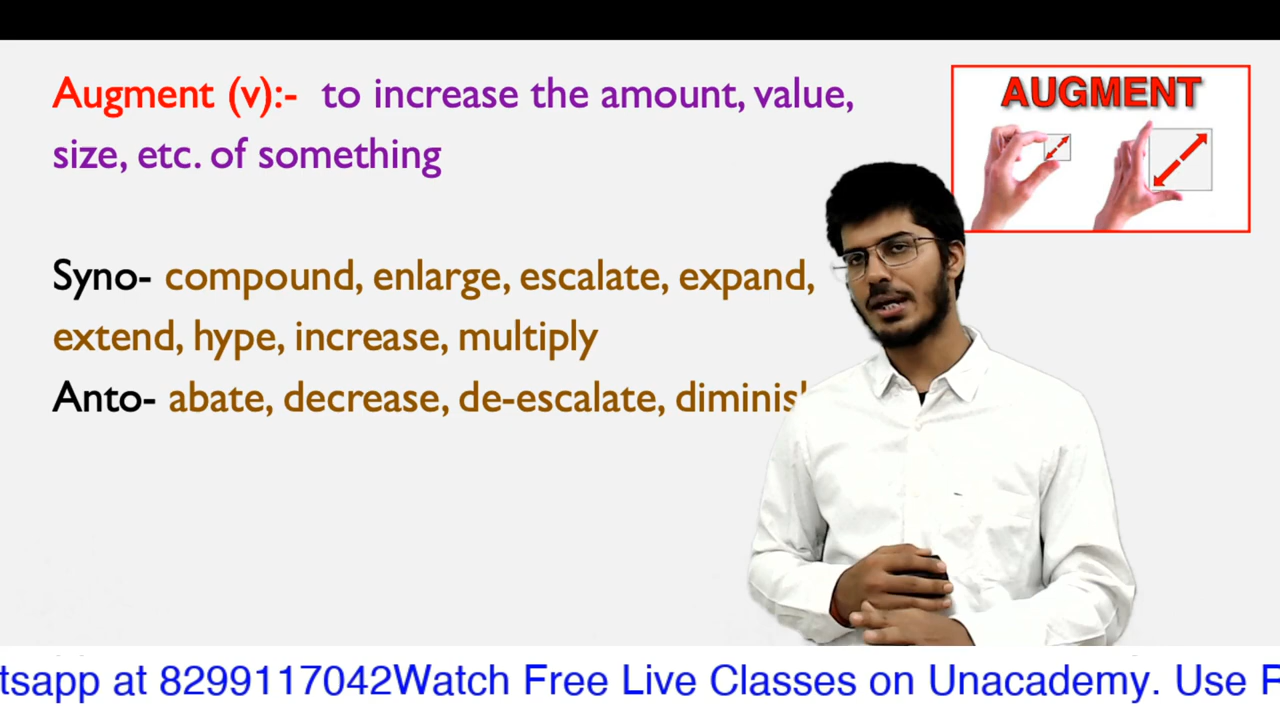 Augment (v):- to increase the amount, value,
size, etc. of something
AUGMENT
Syno- compound, enlarge, escalate, expand,
extend, hype, increase, multiply
Anto- abate, decrease, de-escalate,
at 8299117042Watch Free Live Classes on Unacademy. Use